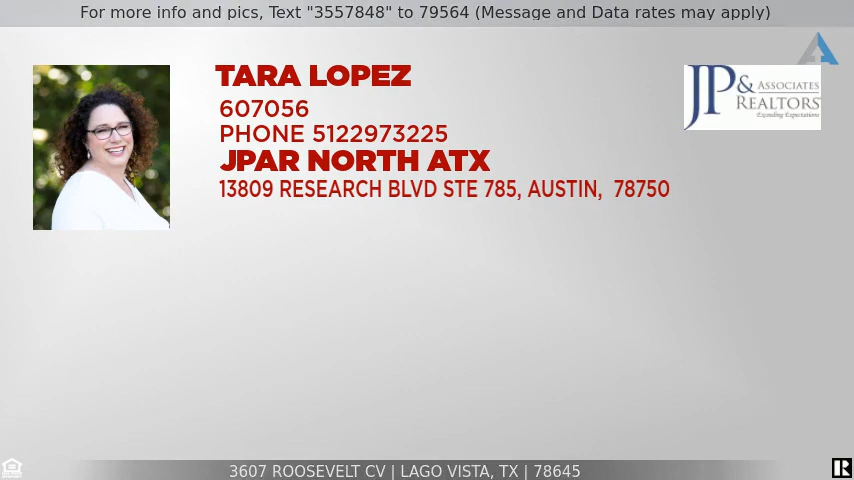 For more info and pics, Text "3557848" to 79564 (Message and Data rates may apply)
TARA LOPEZ
607056
PHONE 5122973225
JPAR NORTH ATX
13809 RESEARCH BLVD STE 785, AUSTIN,  78750
JP & ASSOCIATES
REALTORS
Expanding Expectations
3607 ROOSEVELT CV | LAGO VISTA, TX | 78645